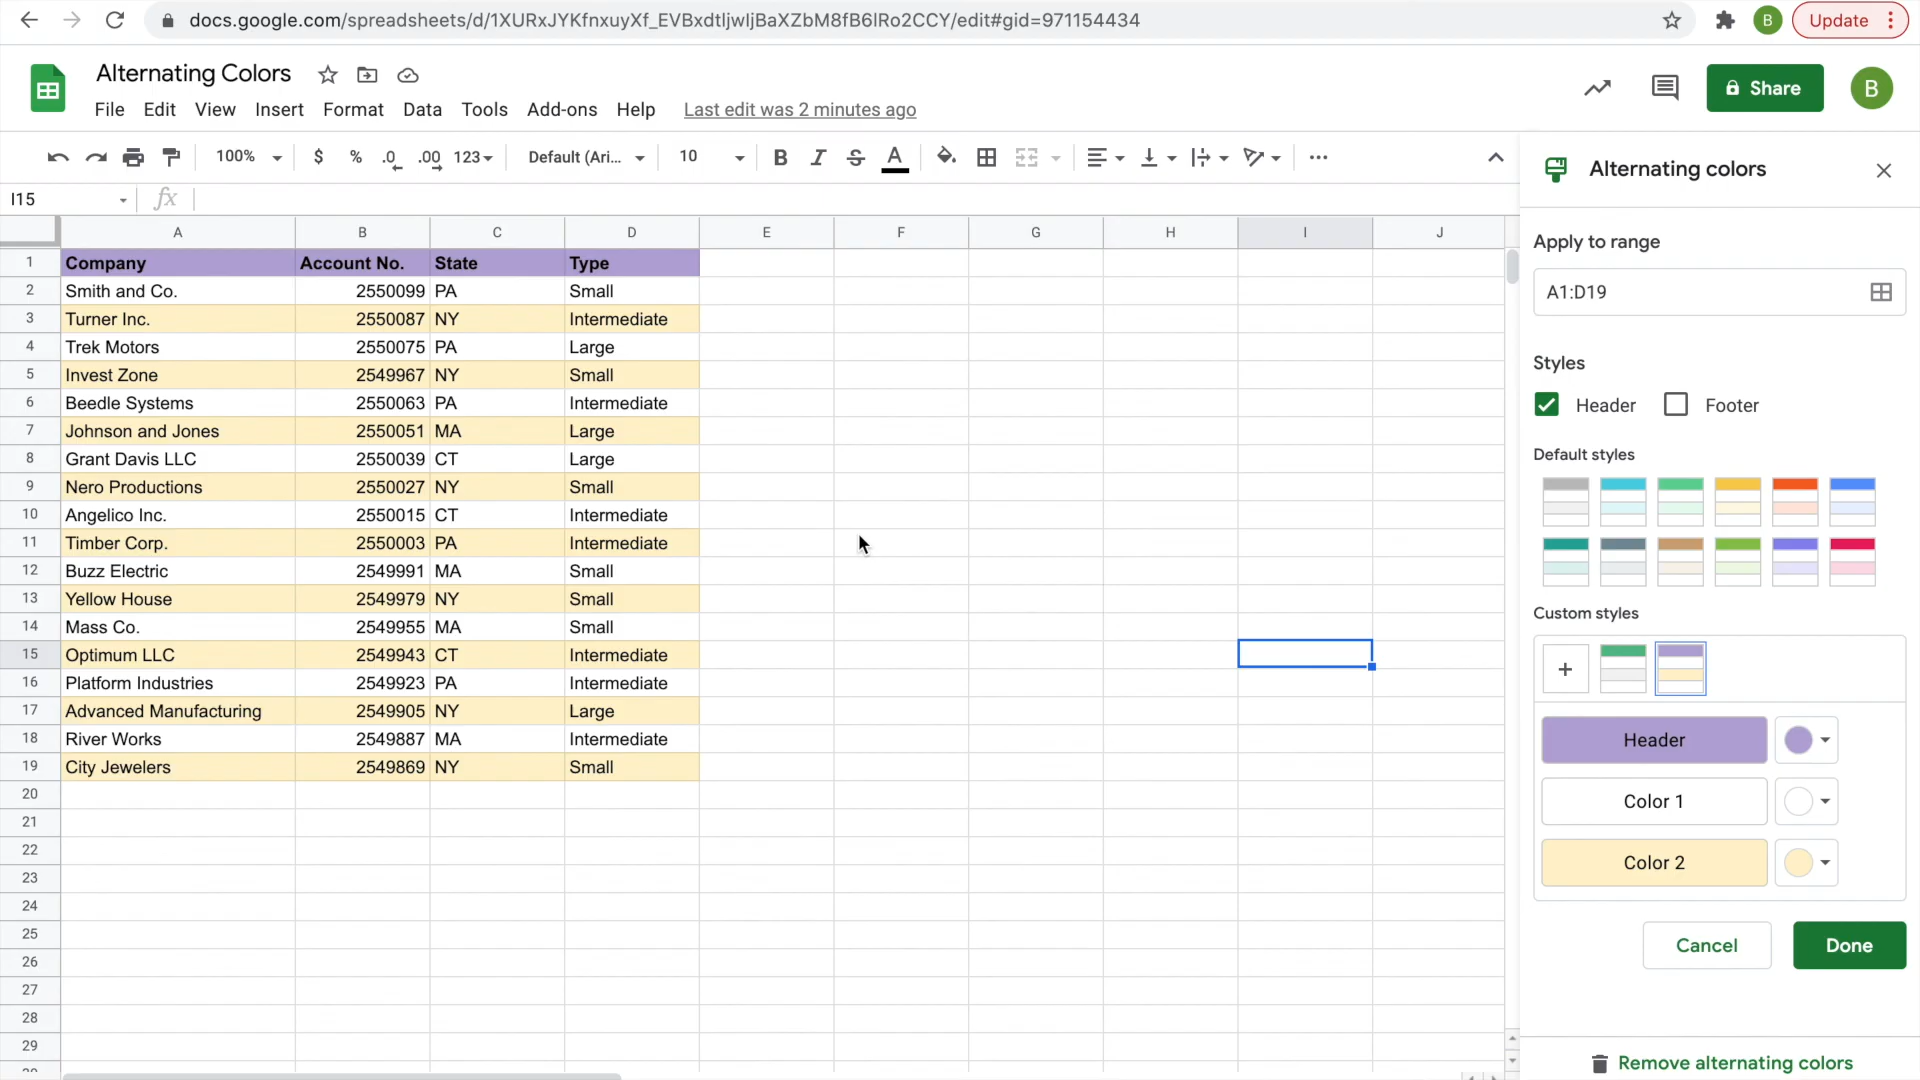 docs.google.com/spreadsheets/d/1XURxJYKfnxuyXf_EVBxdtljwljBaXZbM8fB6lRo2CCY/edit#gid=971154434
B
Update
Alternating Colors
File Edit View Insert Format Data Tools Add-ons Help Last edit was 2 minutes ago
Share
B
100% $ % .0 .00 123 Default (Ari... 10 B I S A
I15 fx
A B C D E F G H I J
1 Company Account No. State Type
2 Smith and Co. 2550099 PA Small
3 Turner Inc. 2550087 NY Intermediate
4 Trek Motors 2550075 PA Large
5 Invest Zone 2549967 NY Small
6 Beedle Systems 2550063 PA Intermediate
7 Johnson and Jones 2550051 MA Large
8 Grant Davis LLC 2550039 CT Large
9 Nero Productions 2550027 NY Small
10 Angelico Inc. 2550015 CT Intermediate
11 Timber Corp. 2550003 PA Intermediate
12 Buzz Electric 2549991 MA Small
13 Yellow House 2549979 NY Small
14 Mass Co. 2549955 MA Small
15 Optimum LLC 2549943 CT Intermediate
16 Platform Industries 2549923 PA Intermediate
17 Advanced Manufacturing 2549905 NY Large
18 River Works 2549887 MA Intermediate
19 City Jewelers 2549869 NY Small
20
21
22
23
24
25
26
27
28
29
Alternating colors
Apply to range
A1:D19
Styles
Header Footer
Default styles
Custom styles
Header
Color 1
Color 2
Cancel Done
Remove alternating colors